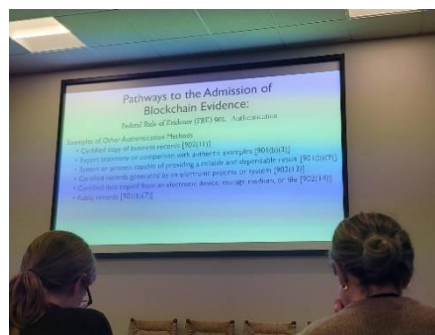 Pathways to the Admission of
Blockchain Evidence:
Federal Rule of Evidence (FRE) 901. Authentication
Examples of Other Authentication Methods
• Certified copy of business records [902(11)]
• Expert testimony or comparison with authentic examples [901(b)(3)]
• System or process capable of providing a reliable and dependable result [901(b)(9)]
• Certified records generated by an electronic process or system [902(13)]
• Certified data copied from an electronic device, storage medium, or file [902(14)]
• Public records [901(b)(7)]